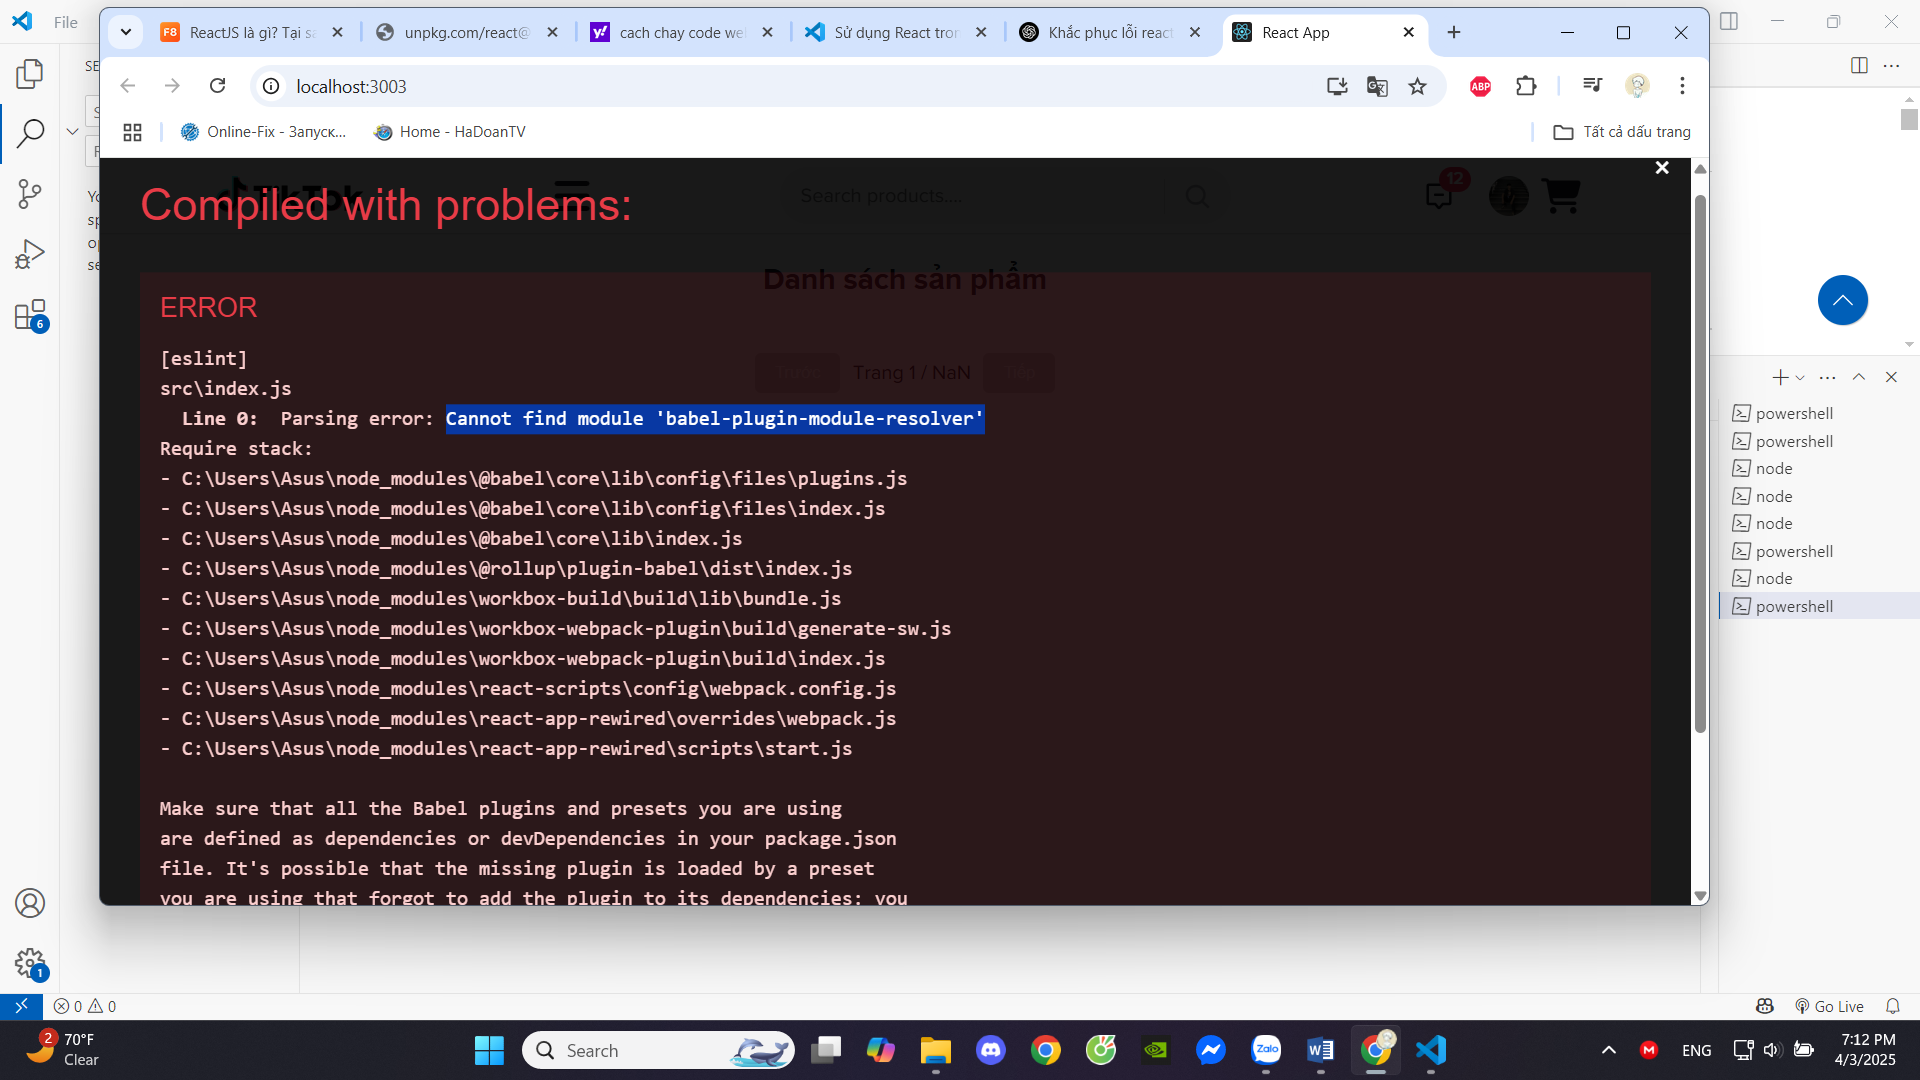 File
ReactJS là gì? Tại sa
unpkg.com/react@
cach chay code we
Sử dụng React tron
Khắc phục lỗi react
React App
localhost:3003
ABP
Online-Fix - Запуск...
Home - HaDoanTV
Tất cả dấu trang
SE
TikTok
Search products....
12
Compiled with problems:
Danh sách sản phẩm
ERROR
[eslint]
Trang 1 / NaN
src\index.js
Line 0: Parsing error: Cannot find module 'babel-plugin-module-resolver'
Require stack:
- C:\Users\Asus\node_modules\@babel\core\lib\config\files\plugins.js
- C:\Users\Asus\node_modules\@babel\core\lib\config\files\index.js
- C:\Users\Asus\node_modules\@babel\core\lib\index.js
- C:\Users\Asus\node_modules\@rollup\plugin-babel\dist\index.js
- C:\Users\Asus\node_modules\workbox-build\build\lib\bundle.js
- C:\Users\Asus\node_modules\workbox-webpack-plugin\build\generate-sw.js
- C:\Users\Asus\node_modules\workbox-webpack-plugin\build\index.js
- C:\Users\Asus\node_modules\react-scripts\config\webpack.config.js
- C:\Users\Asus\node_modules\react-app-rewired\overrides\webpack.js
- C:\Users\Asus\node_modules\react-app-rewired\scripts\start.js
Make sure that all the Babel plugins and presets you are using
are defined as dependencies or devDependencies in your package.json
file. It's possible that the missing plugin is loaded by a preset
you are using that forgot to add the plugin to its dependencies: you
powershell
powershell
node
node
node
powershell
node
powershell
6
1
0 0
Go Live
2
70°F
Clear
Search
Zalo
ENG
7:12 PM
4/3/2025